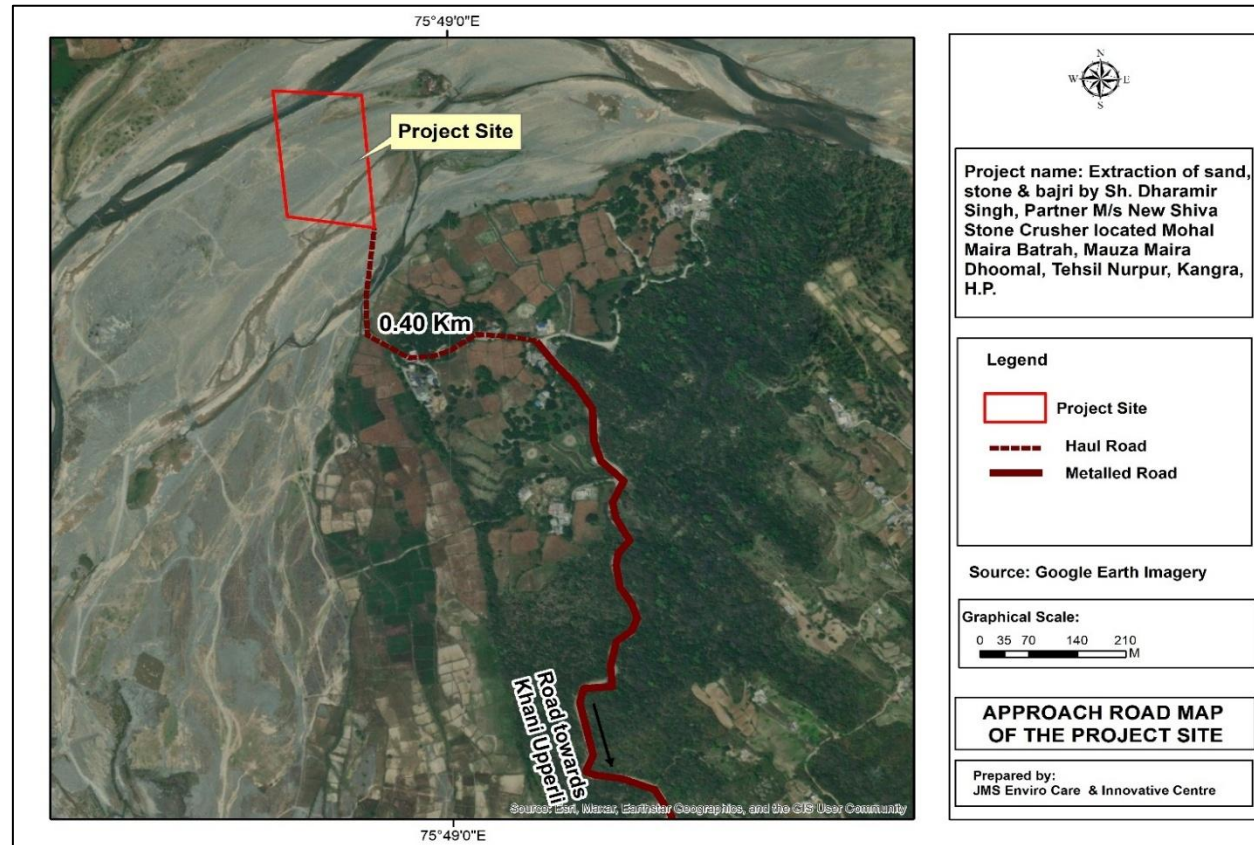 75°49'0"E
Project Site
0.40 Km
Road towards
Khani Upperli
Source: Esri, Maxar, Earthstar Geographics, and the GIS User Community
75°49'0"E
N
W
E
S
Project name: Extraction of sand,
stone & bajri by Sh. Dharamir
Singh, Partner M/s New Shiva
Stone Crusher located Mohal
Maira Batrah, Mauza Maira
Dhoomal, Tehsil Nurpur, Kangra,
H.P.
Legend
Project Site
Haul Road
Metalled Road
Source: Google Earth Imagery
Graphical Scale:
0 35 70 140 210
M
APPROACH ROAD MAP
OF THE PROJECT SITE
Prepared by:
JMS Enviro Care & Innovative Centre